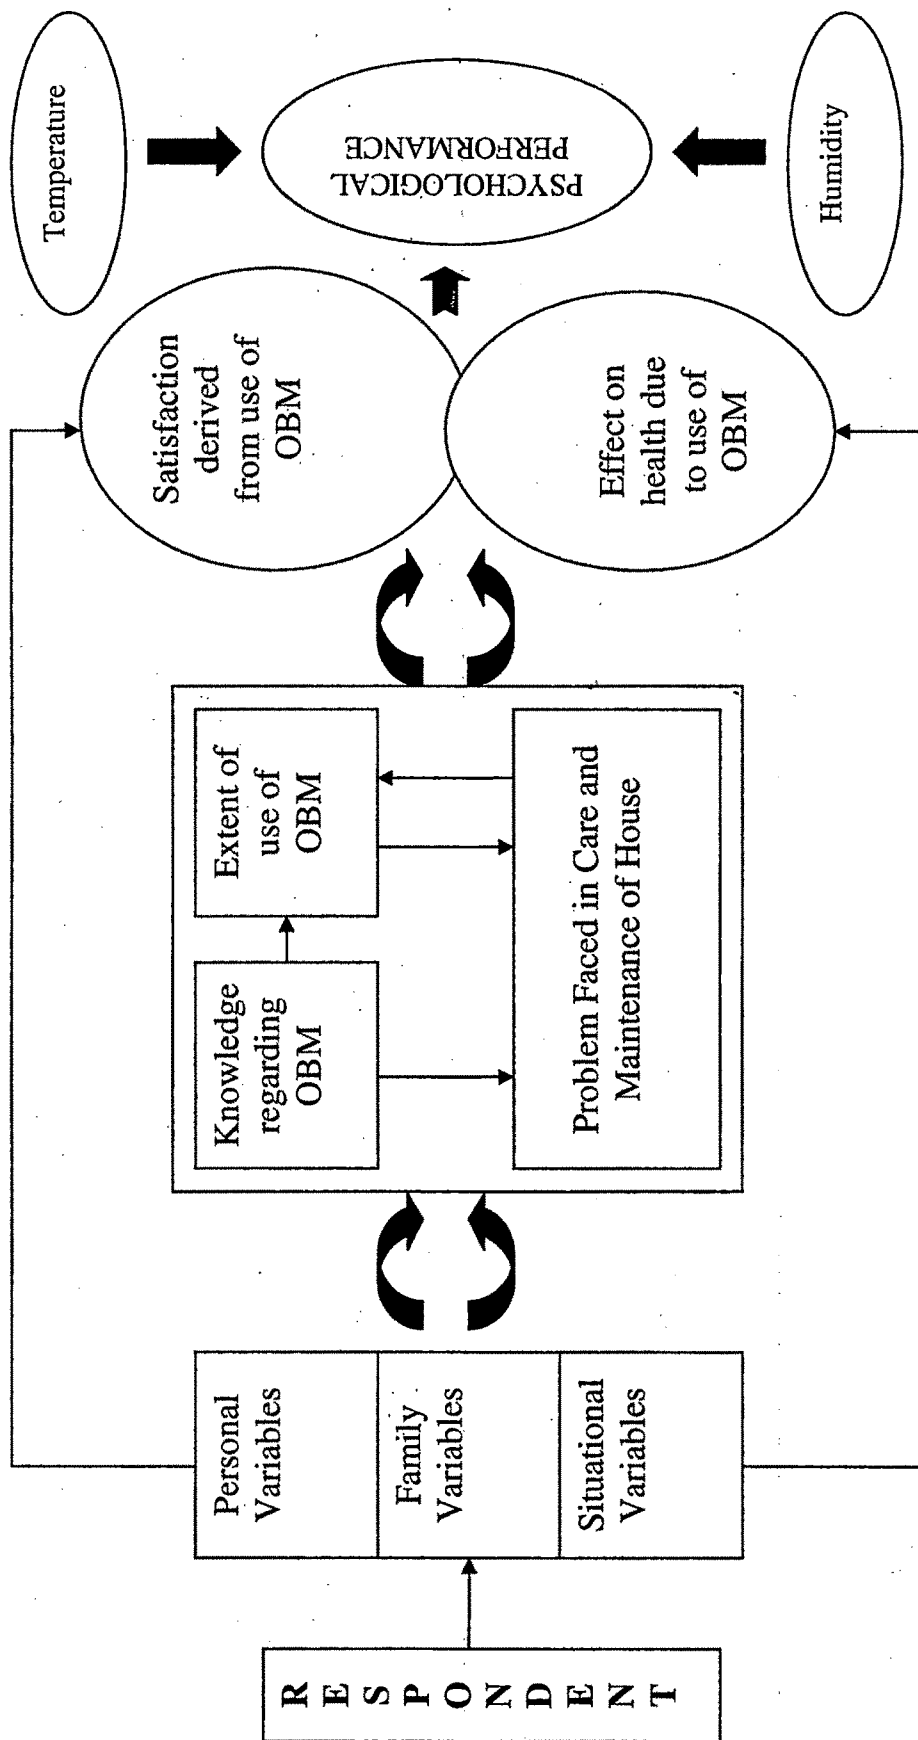 R
E
S
P
O
N
D
E
N
T
Personal
Variables
Family
Variables
Situational
Variables
Knowledge
regarding
OBM
Extent of
use of
OBM
Problem Faced in Care and
Maintenance of House
Satisfaction
derived
from use of
OBM
Effect on
health due
to use of
OBM
Temperature
PSYCHOLOGICAL
PERFORMANCE
Humidity